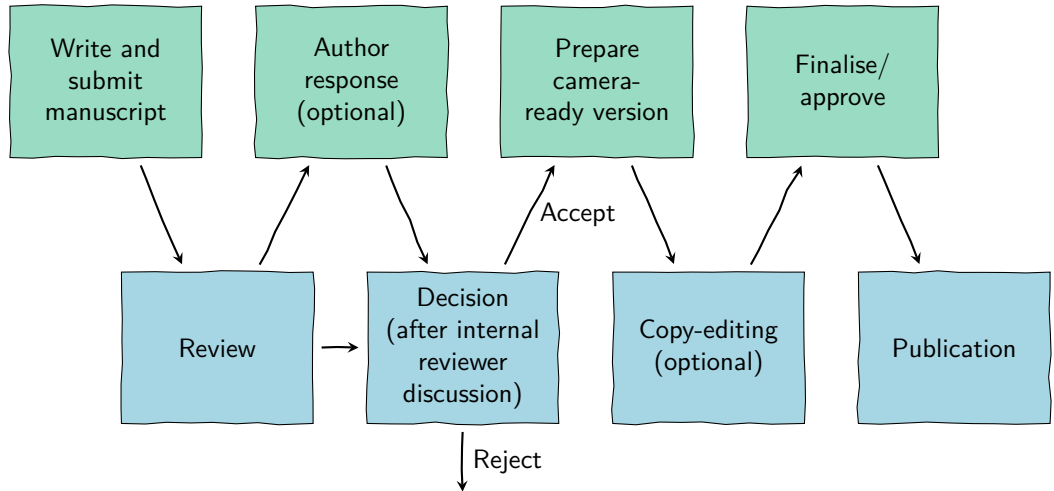 Write and
submit
manuscript
Author
response
(optional)
Prepare
camera-
ready version
Finalise/
approve
Accept
Review
Decision
(after internal
reviewer
discussion)
Copy-editing
(optional)
Publication
Reject